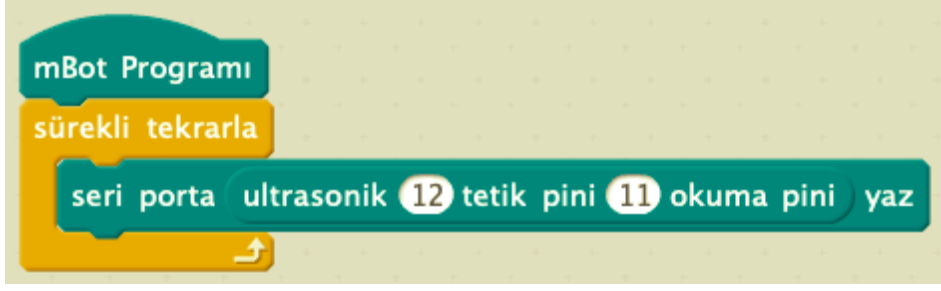 mBot Programı
sürekli tekrarla
seri porta ultrasonik 12 tetik pini 11 okuma pini yaz